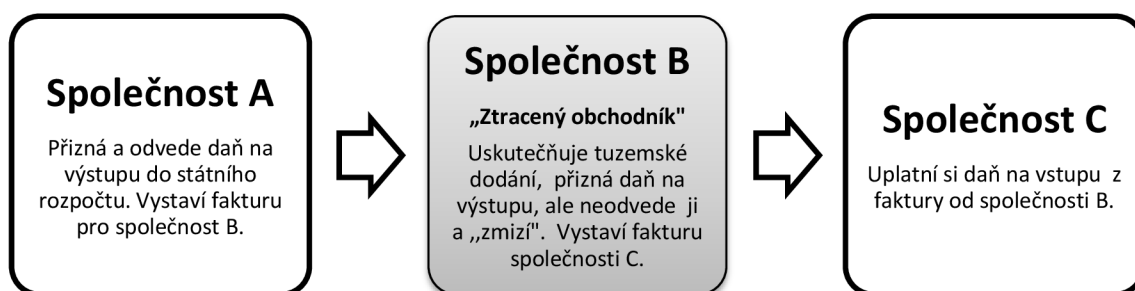 Společnost A
Přizná a odvede daň na
výstupu do státního
rozpočtu. Vystaví fakturu
pro společnost B.
Společnost B
„Ztracený obchodník"
Uskutečňuje tuzemské
dodání, přizná daň na
výstupu, ale neodvede ji
a ,,zmizí". Vystaví fakturu
společnosti C.
Společnost C
Uplatní si daň na vstupu z
faktury od společnosti B.